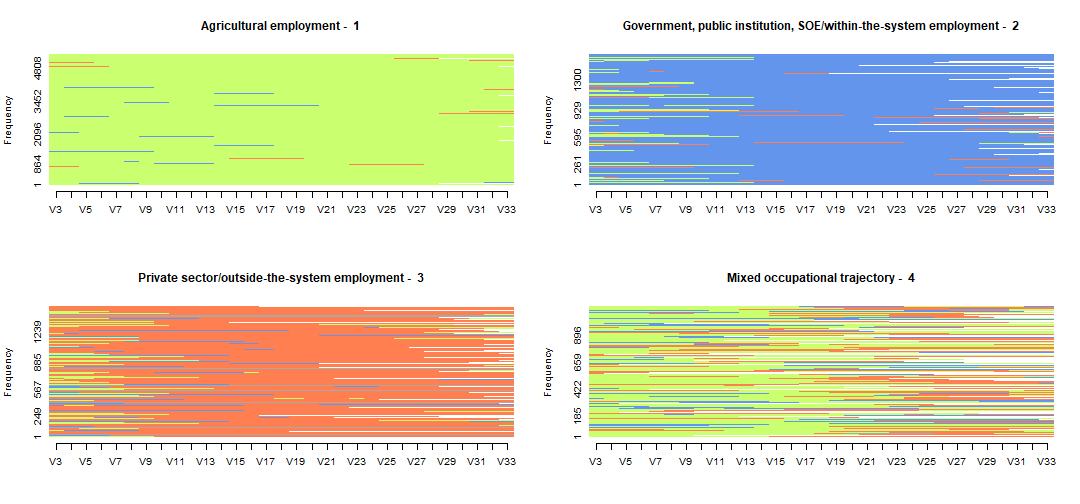 Agricultural employment - 1
Frequency
1 864 2096 3452 4808
V3 V5 V7 V9 V11 V13 V15 V17 V19 V21 V23 V25 V27 V29 V31 V33
Government, public institution, SOE/within-the-system employment - 2
Frequency
1 261 595 929 1300
V3 V5 V7 V9 V11 V13 V15 V17 V19 V21 V23 V25 V27 V29 V31 V33
Private sector/outside-the-system employment - 3
Frequency
1 249 567 885 1239
V3 V5 V7 V9 V11 V13 V15 V17 V19 V21 V23 V25 V27 V29 V31 V33
Mixed occupational trajectory - 4
Frequency
1 185 422 659 896
V3 V5 V7 V9 V11 V13 V15 V17 V19 V21 V23 V25 V27 V29 V31 V33